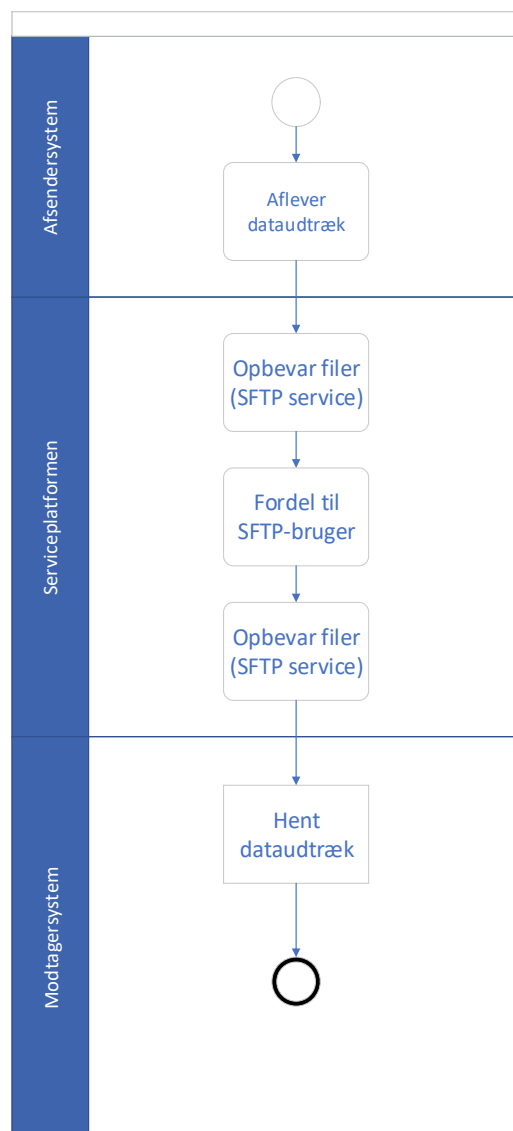 Afsendersystem
Aflever
dataudtræk
Serviceplatformen
Opbevar filer
(SFTP service)
Fordel til
SFTP-bruger
Opbevar filer
(SFTP service)
Modtagersystem
Hent
dataudtræk